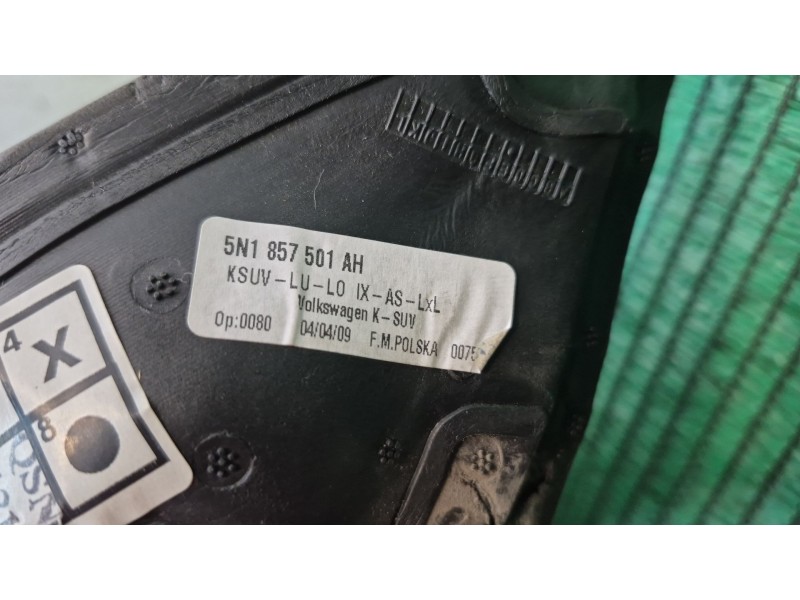 5N1 857 501 AH
KSUV-LU-LO IX-AS-LxL
Volkswagen K-SUV
Op:0080 04/04/09 F.M.POLSKA 0075
4
X
8